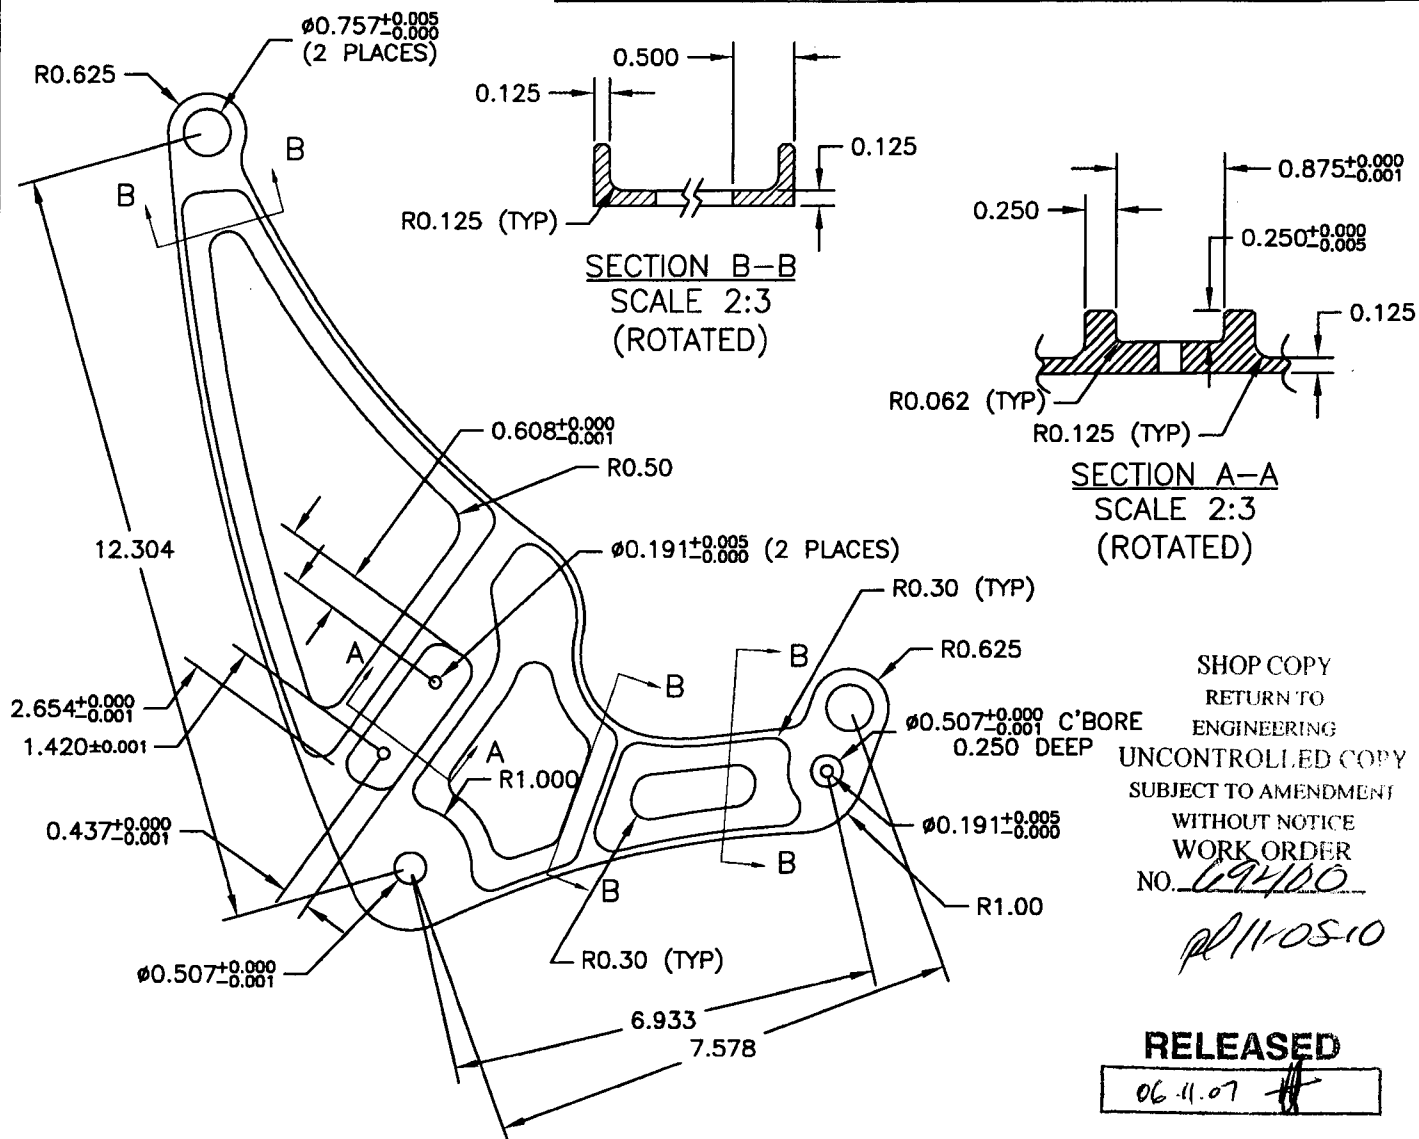 ø0.757+0.005 -0.000
(2 PLACES)
R0.625
B
B
12.304
0.500
0.125
0.125
R0.125 (TYP)
SECTION B-B
SCALE 2:3
(ROTATED)
0.875+0.000 -0.001
0.250
0.250+0.000 -0.005
0.125
R0.062 (TYP)
R0.125 (TYP)
SECTION A-A
SCALE 2:3
(ROTATED)
0.608+0.000 -0.001
R0.50
ø0.191+0.005 -0.000 (2 PLACES)
R0.30 (TYP)
R0.625
A
A
B
B
B
B
2.654+0.000 -0.001
1.420±0.001
0.437+0.000 -0.001
ø0.507+0.000 -0.001
R1.000
ø0.507+0.000 -0.001 C'BORE
0.250 DEEP
ø0.191+0.005 -0.000
R1.00
R0.30 (TYP)
6.933
7.578
SHOP COPY
RETURN TO
ENGINEERING
UNCONTROLLED COPY
SUBJECT TO AMENDMENT
WITHOUT NOTICE
WORK ORDER
NO.
11-05-10
RELEASED
06.11.07